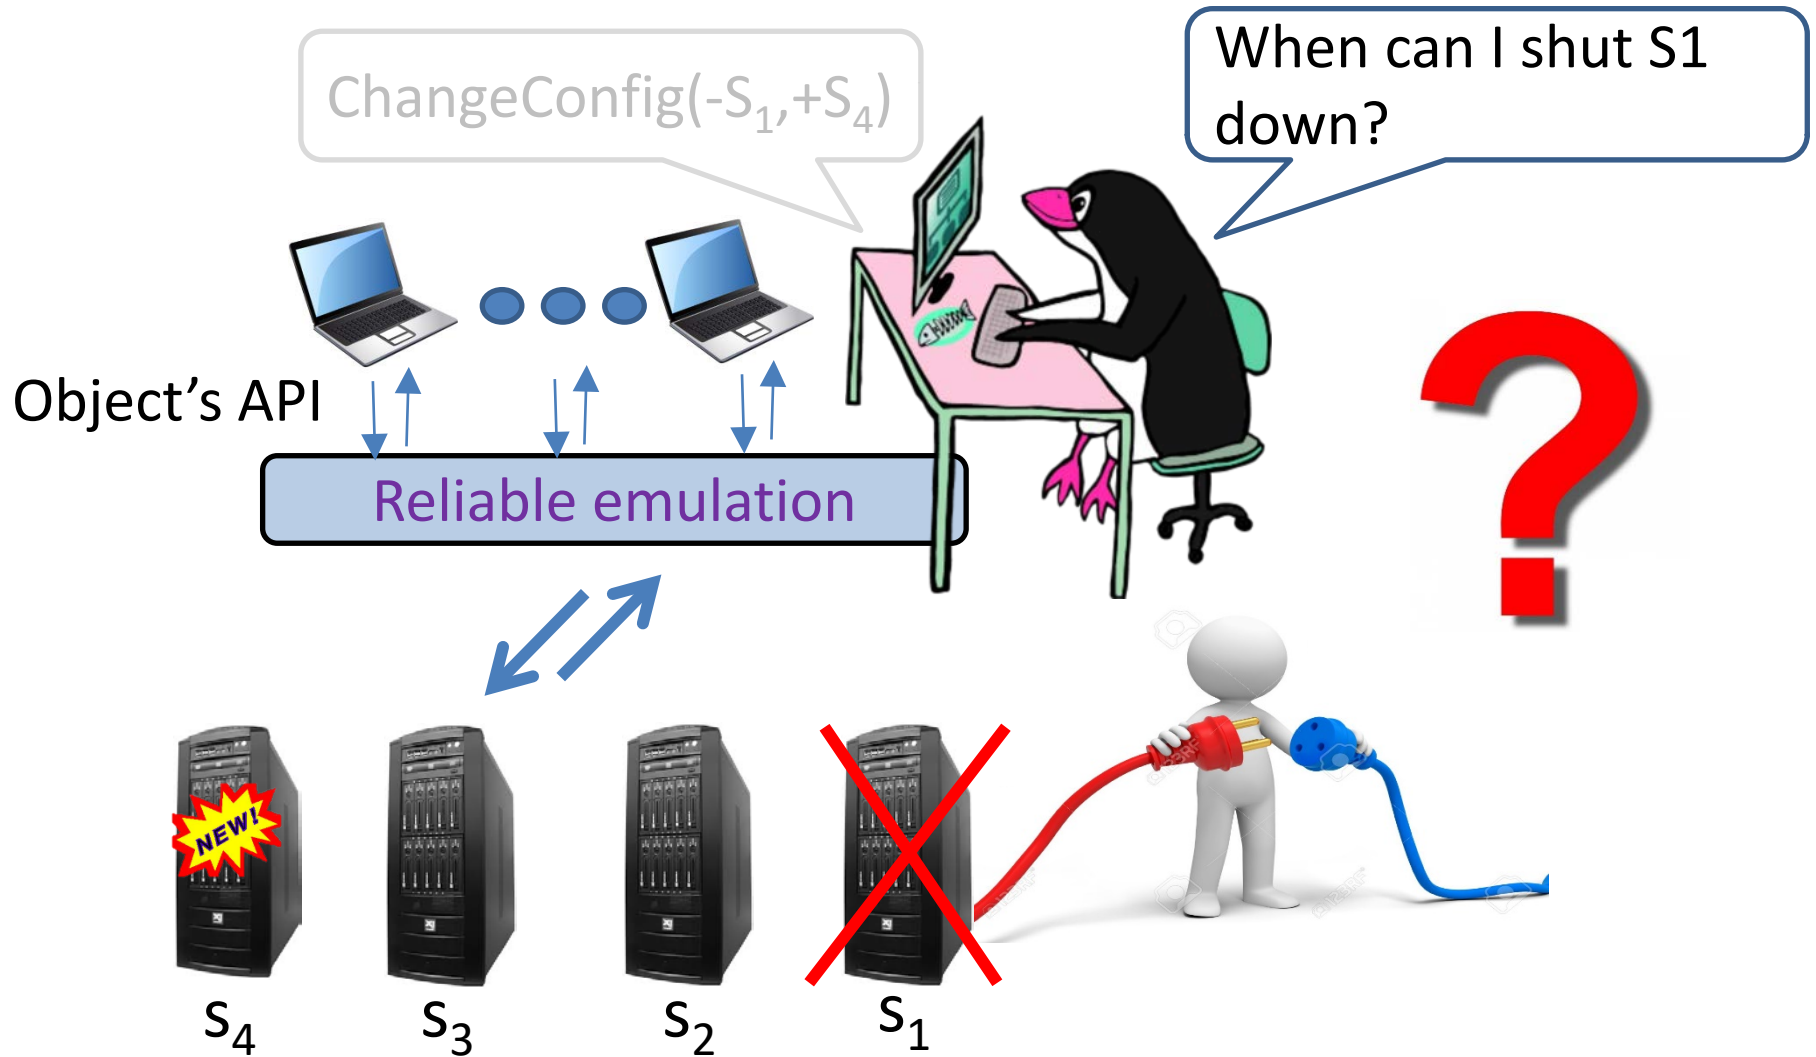 ChangeConfig(-S₁,+S₄)
When can I shut S1
down?
Object’s API
Reliable emulation
NEW!
s₄
s₃
s₂
s₁